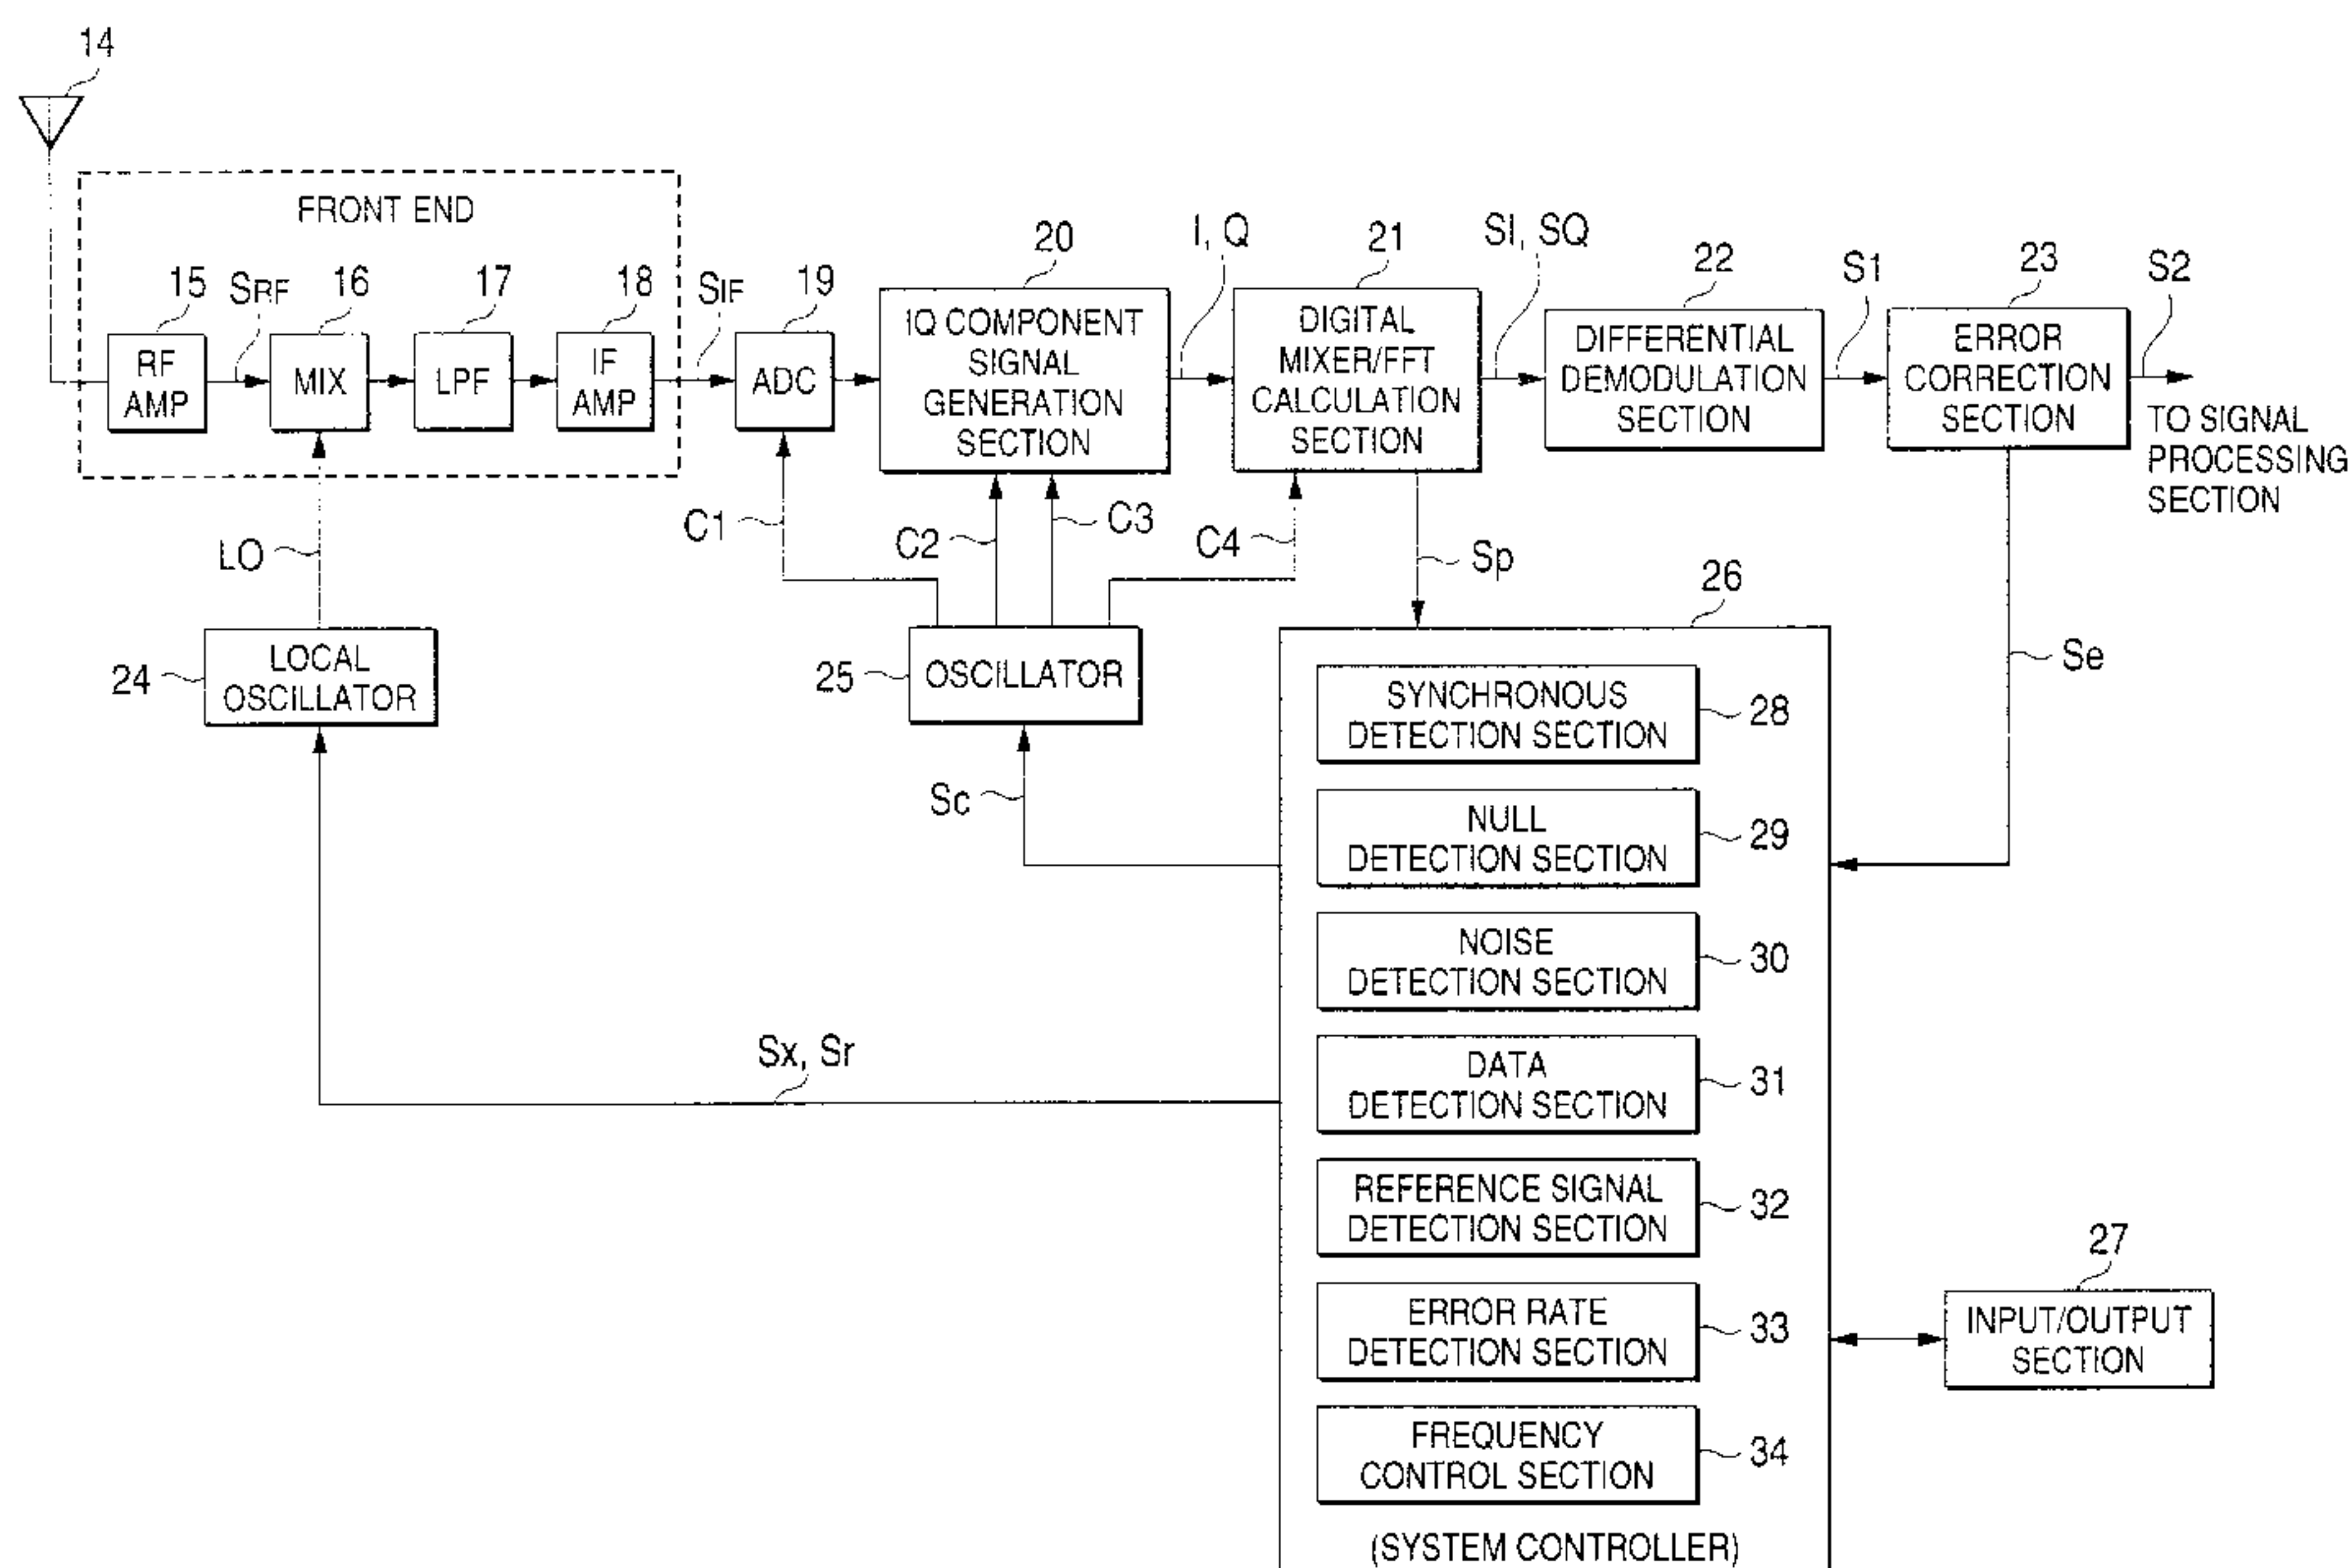 14
FRONT END
15
SRF
16
17
18
SIF
19
20
I, Q
21
SI, SQ
22
S1
23
S2
RF
AMP
MIX
LPF
IF
AMP
ADC
IQ COMPONENT
SIGNAL
GENERATION
SECTION
DIGITAL
MIXER/FFT
CALCULATION
SECTION
DIFFERENTIAL
DEMODULATION
SECTION
ERROR
CORRECTION
SECTION
TO SIGNAL
PROCESSING
SECTION
LO
C1
C2
C3
C4
Sp
Se
24
LOCAL
OSCILLATOR
25
OSCILLATOR
26
Sc
Sx, Sr
SYNCHRONOUS
DETECTION SECTION
28
NULL
DETECTION SECTION
29
NOISE
DETECTION SECTION
30
DATA
DETECTION SECTION
31
REFERENCE SIGNAL
DETECTION SECTION
32
ERROR RATE
DETECTION SECTION
33
FREQUENCY
CONTROL SECTION
34
(SYSTEM CONTROLLER)
27
INPUT/OUTPUT
SECTION